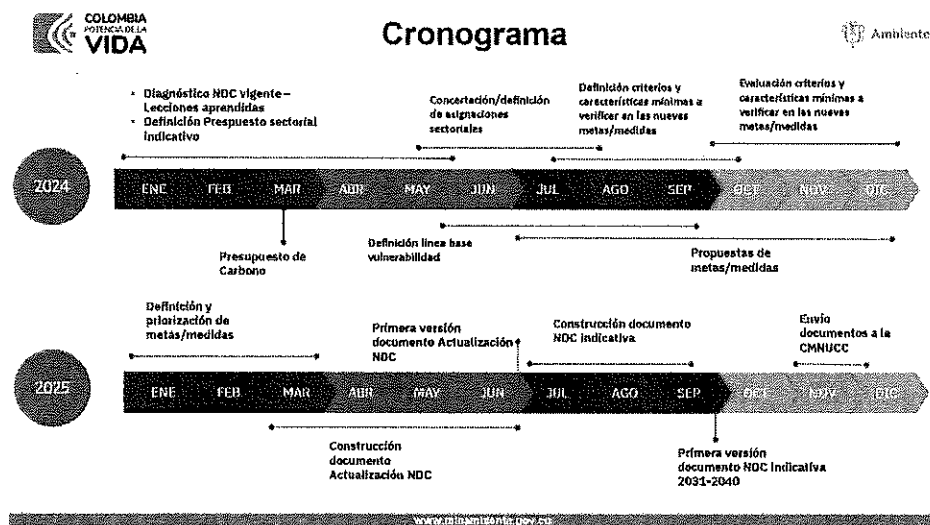 COLOMBIA
POTENCIA DE LA
VIDA
Cronograma
Ambiente
• Diagnóstico NDC vigente –
Lecciones aprendidas
• Definición Prespuesto sectorial
indicativo
Concertación/definición
de asignaciones
sectoriales
Definición criterios y
características mínimas a
verificar en las nuevas
metas/medidas
Evaluación criterios y
características mínimas a
verificar en las nuevas
metas/medidas
2024
ENE FEB MAR ABR MAY JUN JUL AGO SEP OCT NOV DIC
Presupuesto de
Carbono
Definición línea base
vulnerabilidad
Propuestas de
metas/medidas
Definición y
priorización de
metas/medidas
Primera versión
documento Actualización
NDC
Construcción documento
NDC indicativa
Envío
documentos a la
CMNUCC
2025
ENE FEB MAR ABR MAY JUN JUL AGO SEP OCT NOV DIC
Construcción
documento
Actualización NDC
Primera versión
documento NDC indicativa
2031-2040
www.minambiente.gov.co